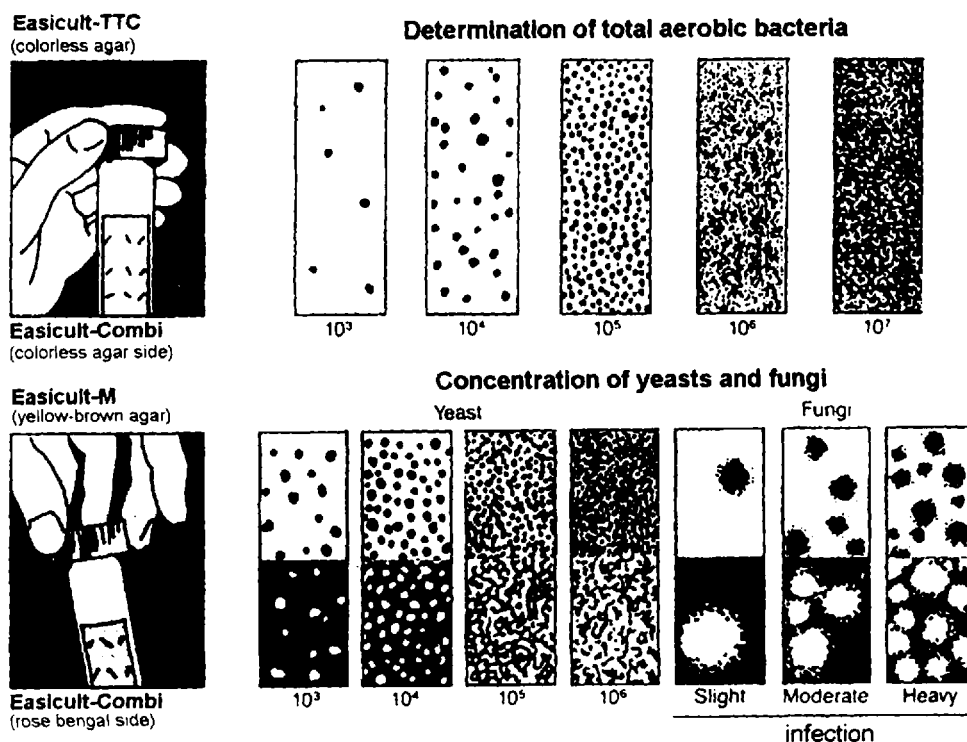 Easicult-TTC
(colorless agar)
Determination of total aerobic bacteria
10³ 10⁴ 10⁵ 10⁶ 10⁷
Easicult-Combi
(colorless agar side)
Easicult-M
(yellow-brown agar)
Concentration of yeasts and fungi
Yeast Fungi
10³ 10⁴ 10⁵ 10⁶ Slight Moderate Heavy
infection
Easicult-Combi
(rose bengal side)